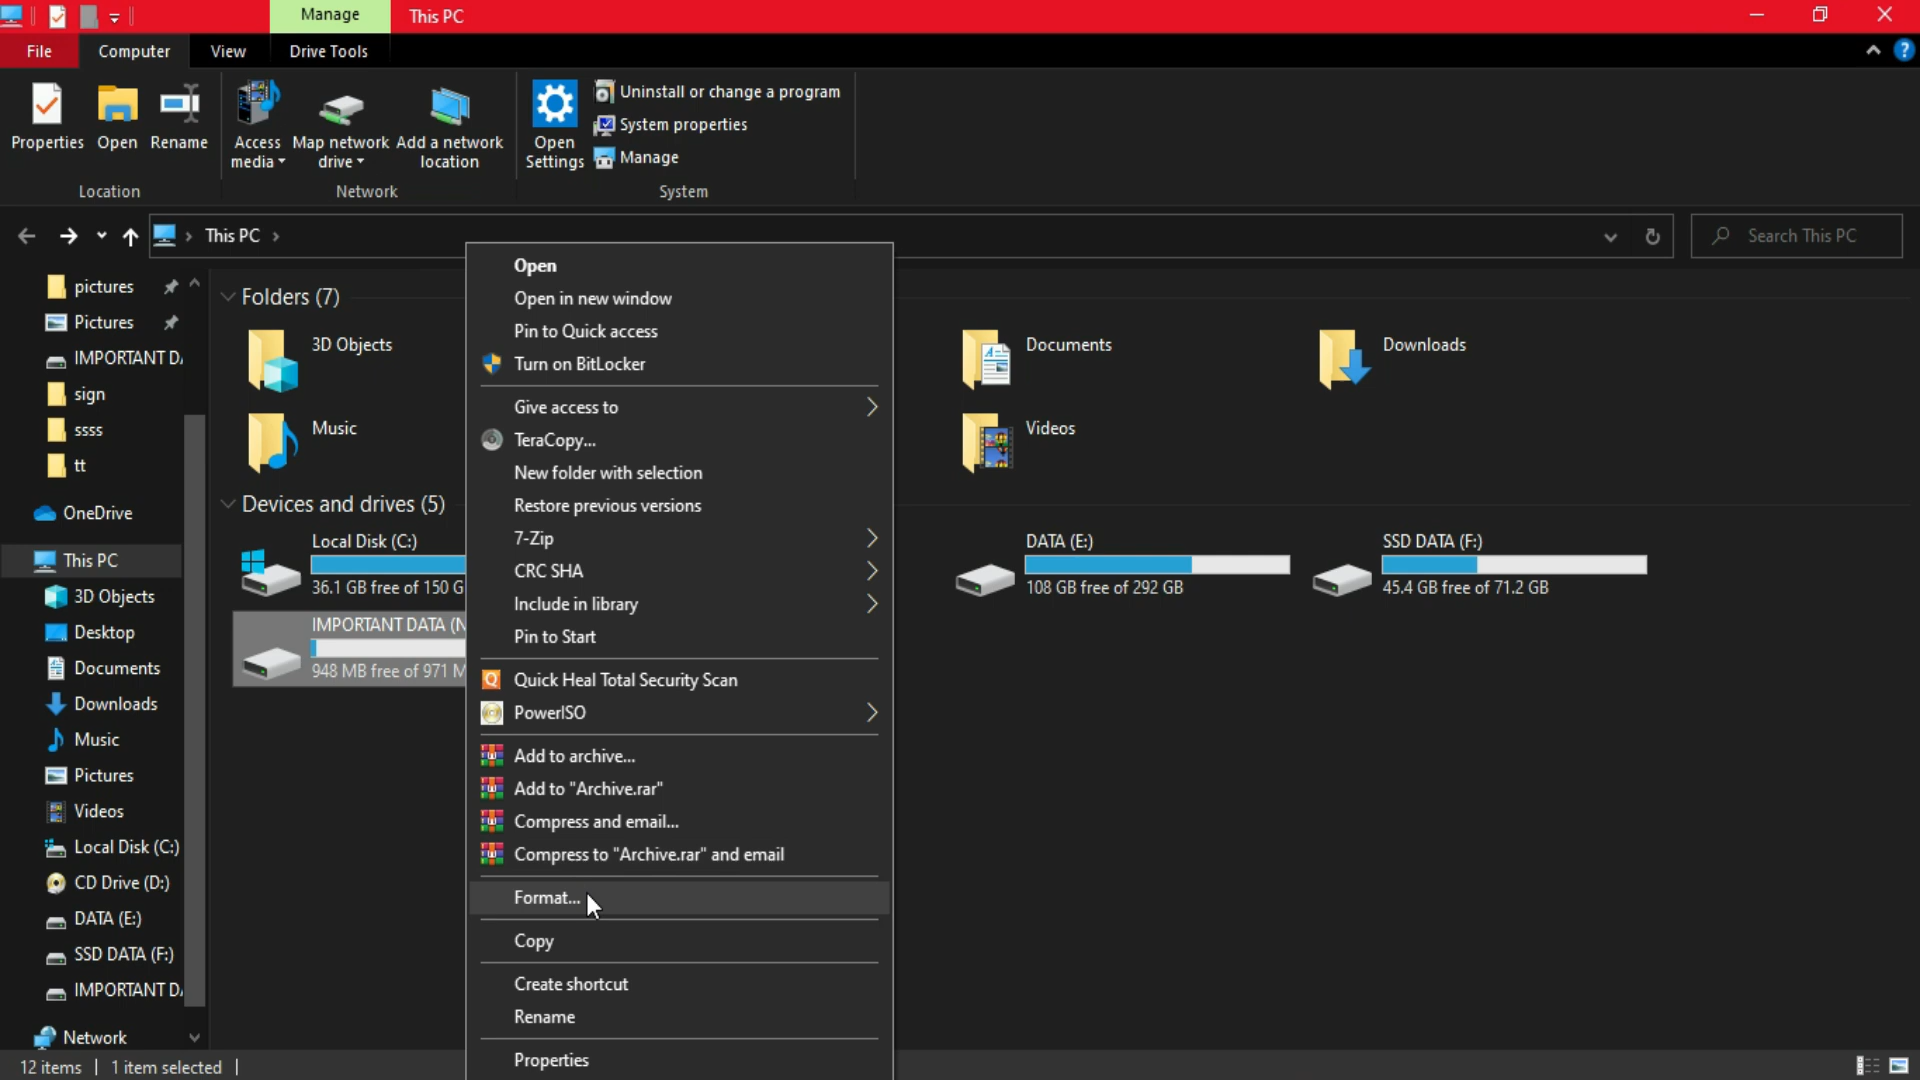 Manage
This PC
File
Computer
View
Drive Tools
Properties
Open
Rename
Access
media
Map network
drive
Add a network
location
Open
Settings
Uninstall or change a program
System properties
Manage
Location
Network
System
This PC
Search This PC
pictures
Pictures
IMPORTANT D
sign
ssss
tt
OneDrive
This PC
3D Objects
Desktop
Documents
Downloads
Music
Pictures
Videos
Local Disk (C:)
CD Drive (D:)
DATA (E:)
SSD DATA (F:)
IMPORTANT D
Network
Folders (7)
3D Objects
Documents
Downloads
Music
Videos
Devices and drives (5)
Local Disk (C:)
36.1 GB free of 150 G
DATA (E:)
108 GB free of 292 GB
SSD DATA (F:)
45.4 GB free of 71.2 GB
IMPORTANT DATA (N
948 MB free of 971 M
Open
Open in new window
Pin to Quick access
Turn on BitLocker
Give access to
TeraCopy...
New folder with selection
Restore previous versions
7-Zip
CRC SHA
Include in library
Pin to Start
Quick Heal Total Security Scan
PowerISO
Add to archive...
Add to "Archive.rar"
Compress and email...
Compress to "Archive.rar" and email
Format...
Copy
Create shortcut
Rename
Properties
12 items
1 item selected